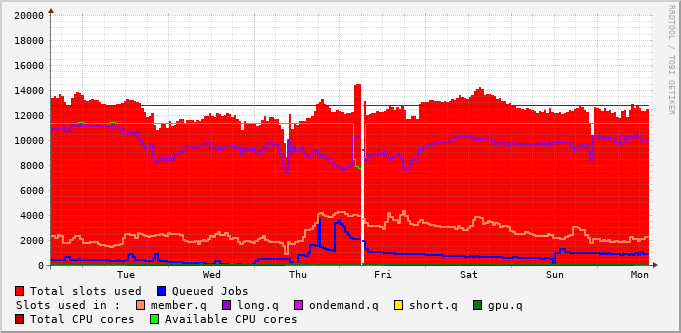 20000
18000
16000
14000
12000
10000
8000
6000
4000
2000
0
Tue Wed Thu Fri Sat Sun Mon
RRDTOOL / TOBI OETIKER
Total slots used Queued Jobs
Slots used in : member.q long.q ondemand.q short.q gpu.q
Total CPU cores Available CPU cores